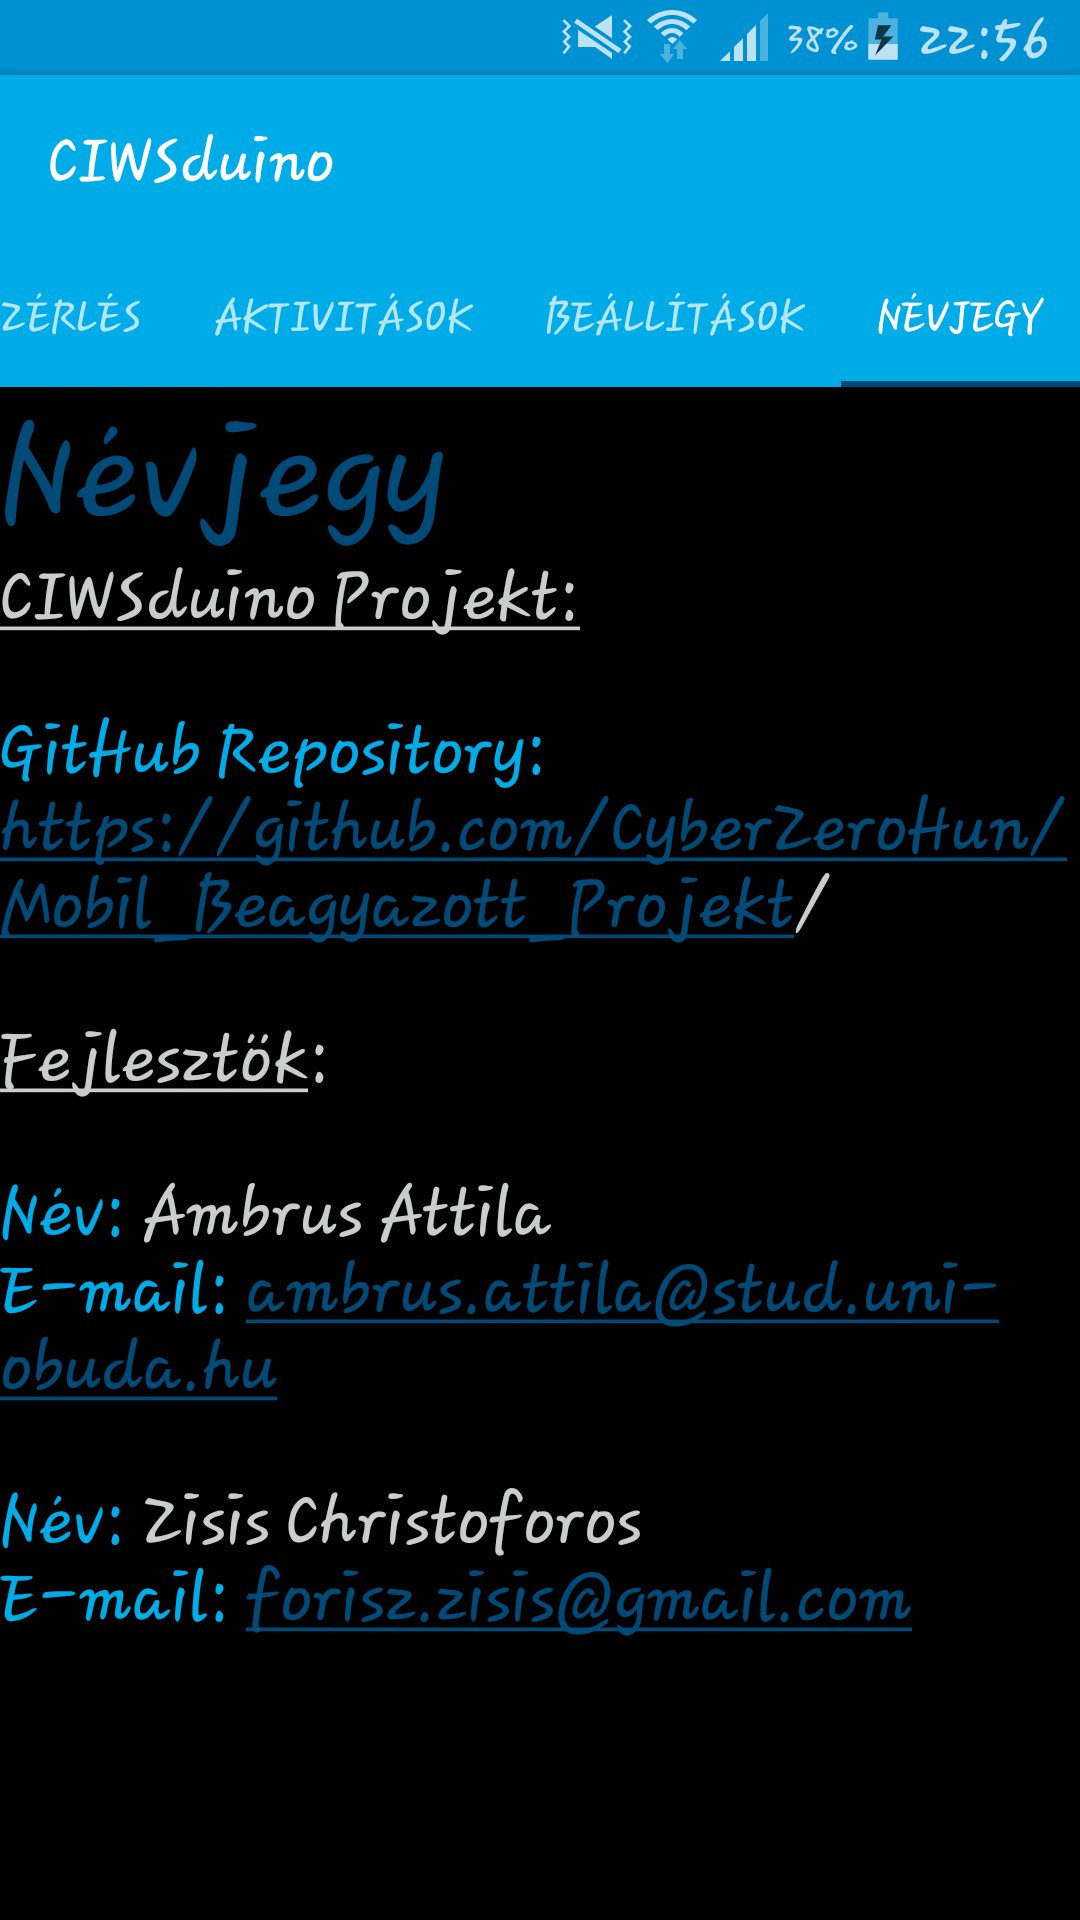 38% 22:56
CIWSduino
ZÉRLÉS AKTIVITÁSOK BEÁLLÍTÁSOK NÉVJEGY
Névjegy
CIWSduino Projekt:
GitHub Repository:
https://github.com/CyberZeroHun/
Mobil_Beagyazott_Projekt/
Fejlesztök:
Név: Ambrus Attila
E-mail: ambrus.attila@stud.uni-
obuda.hu
Név: Zisis Christoforos
E-mail: forisz.zisis@gmail.com